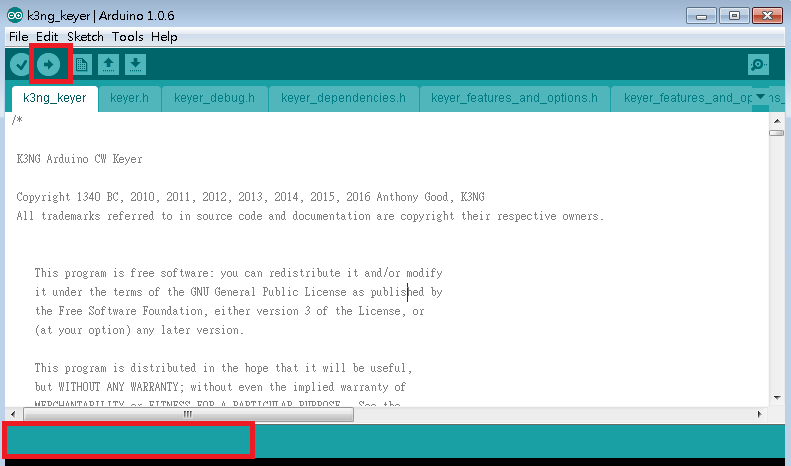 k3ng_keyer | Arduino 1.0.6
File Edit Sketch Tools Help
k3ng_keyer keyer.h keyer_debug.h keyer_dependencies.h keyer_features_and_options.h keyer_features_and_options_
/*
K3NG Arduino CW Keyer
Copyright 1340 BC, 2010, 2011, 2012, 2013, 2014, 2015, 2016 Anthony Good, K3NG
All trademarks referred to in source code and documentation are copyright their respective owners.
This program is free software: you can redistribute it and/or modify
it under the terms of the GNU General Public License as published by
the Free Software Foundation, either version 3 of the License, or
(at your option) any later version.
This program is distributed in the hope that it will be useful,
but WITHOUT ANY WARRANTY; without even the implied warranty of
MERCHANTABILITY or FITNESS FOR A PARTICULAR PURPOSE. See the